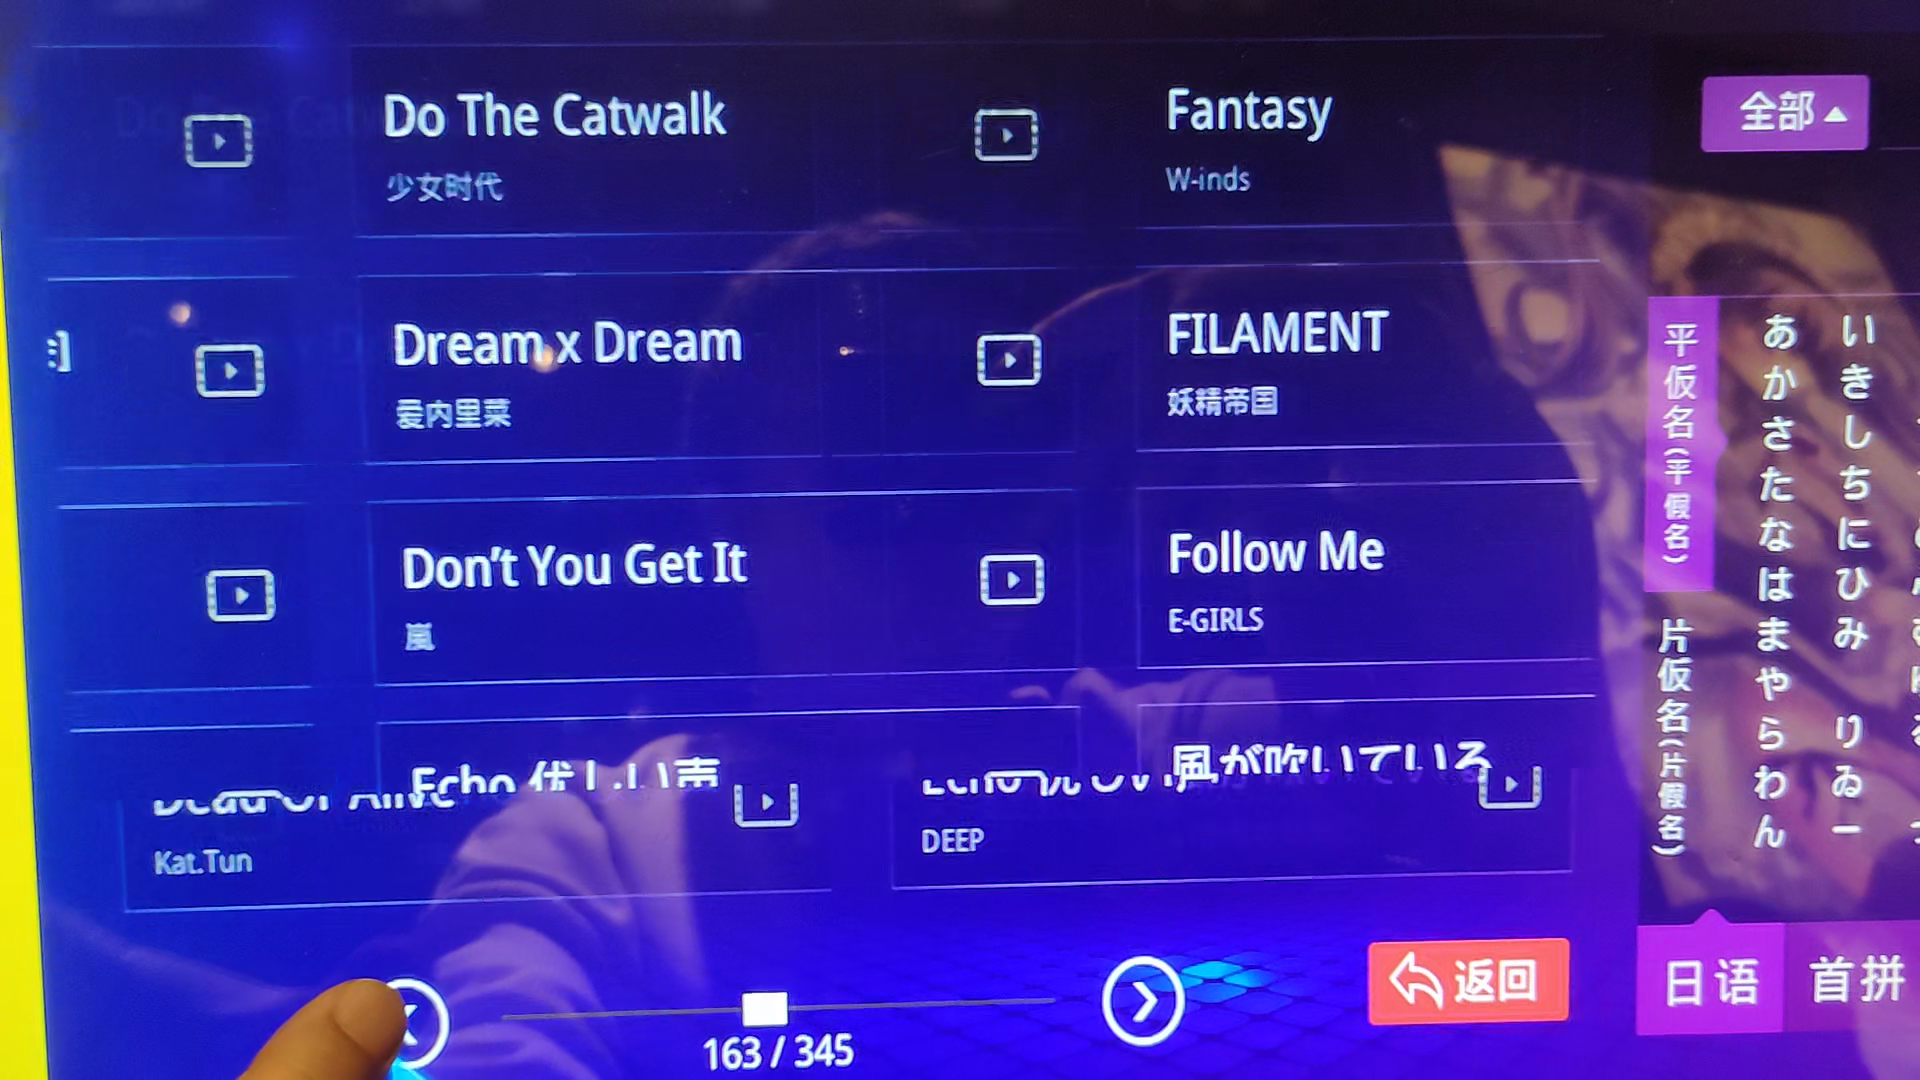 Do The Catwalk
少女时代
Fantasy
W-inds
全部
Dream x Dream
爱内里菜
FILAMENT
妖精帝国
Don't You Get It
嵐
Follow Me
E-GIRLS
Echo 优しい声
風が吹いている
Dead Or Alive
Kat.Tun
DEEP
163 / 345
返回
平仮名(平假名)
片仮名(片假名)
あかさたなはまやらわん
いきしちにひみ りゐー
日语
首拼